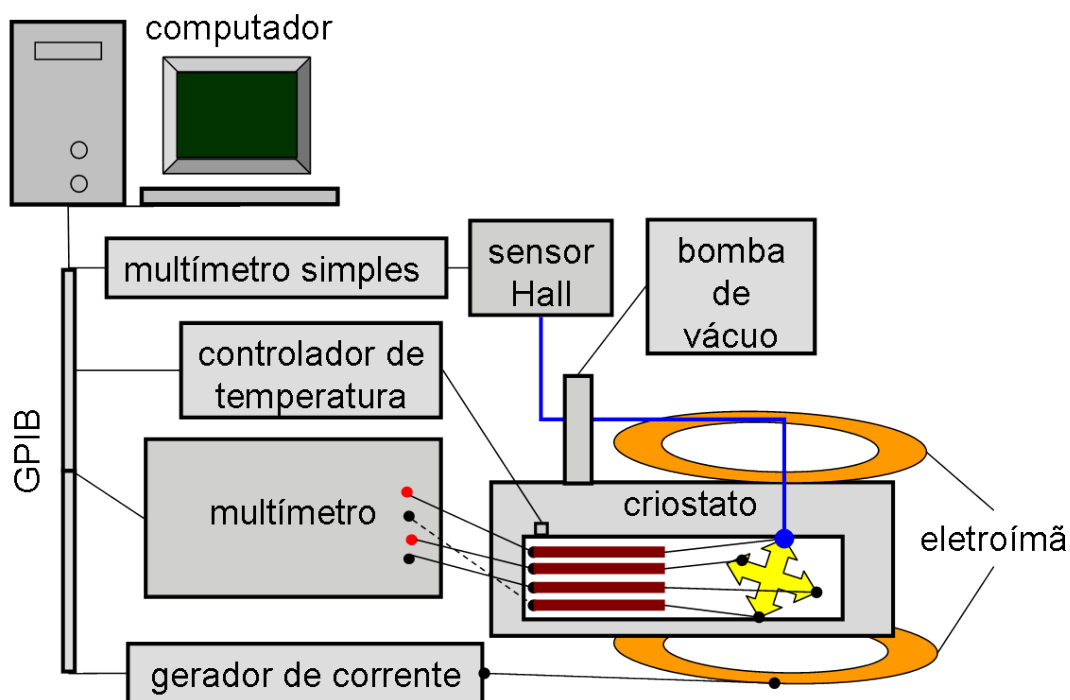 computador
multímetro simples
sensor
Hall
bomba
de
vácuo
controlador de
temperatura
GPIB
multímetro
criostato
eletroímã
gerador de corrente